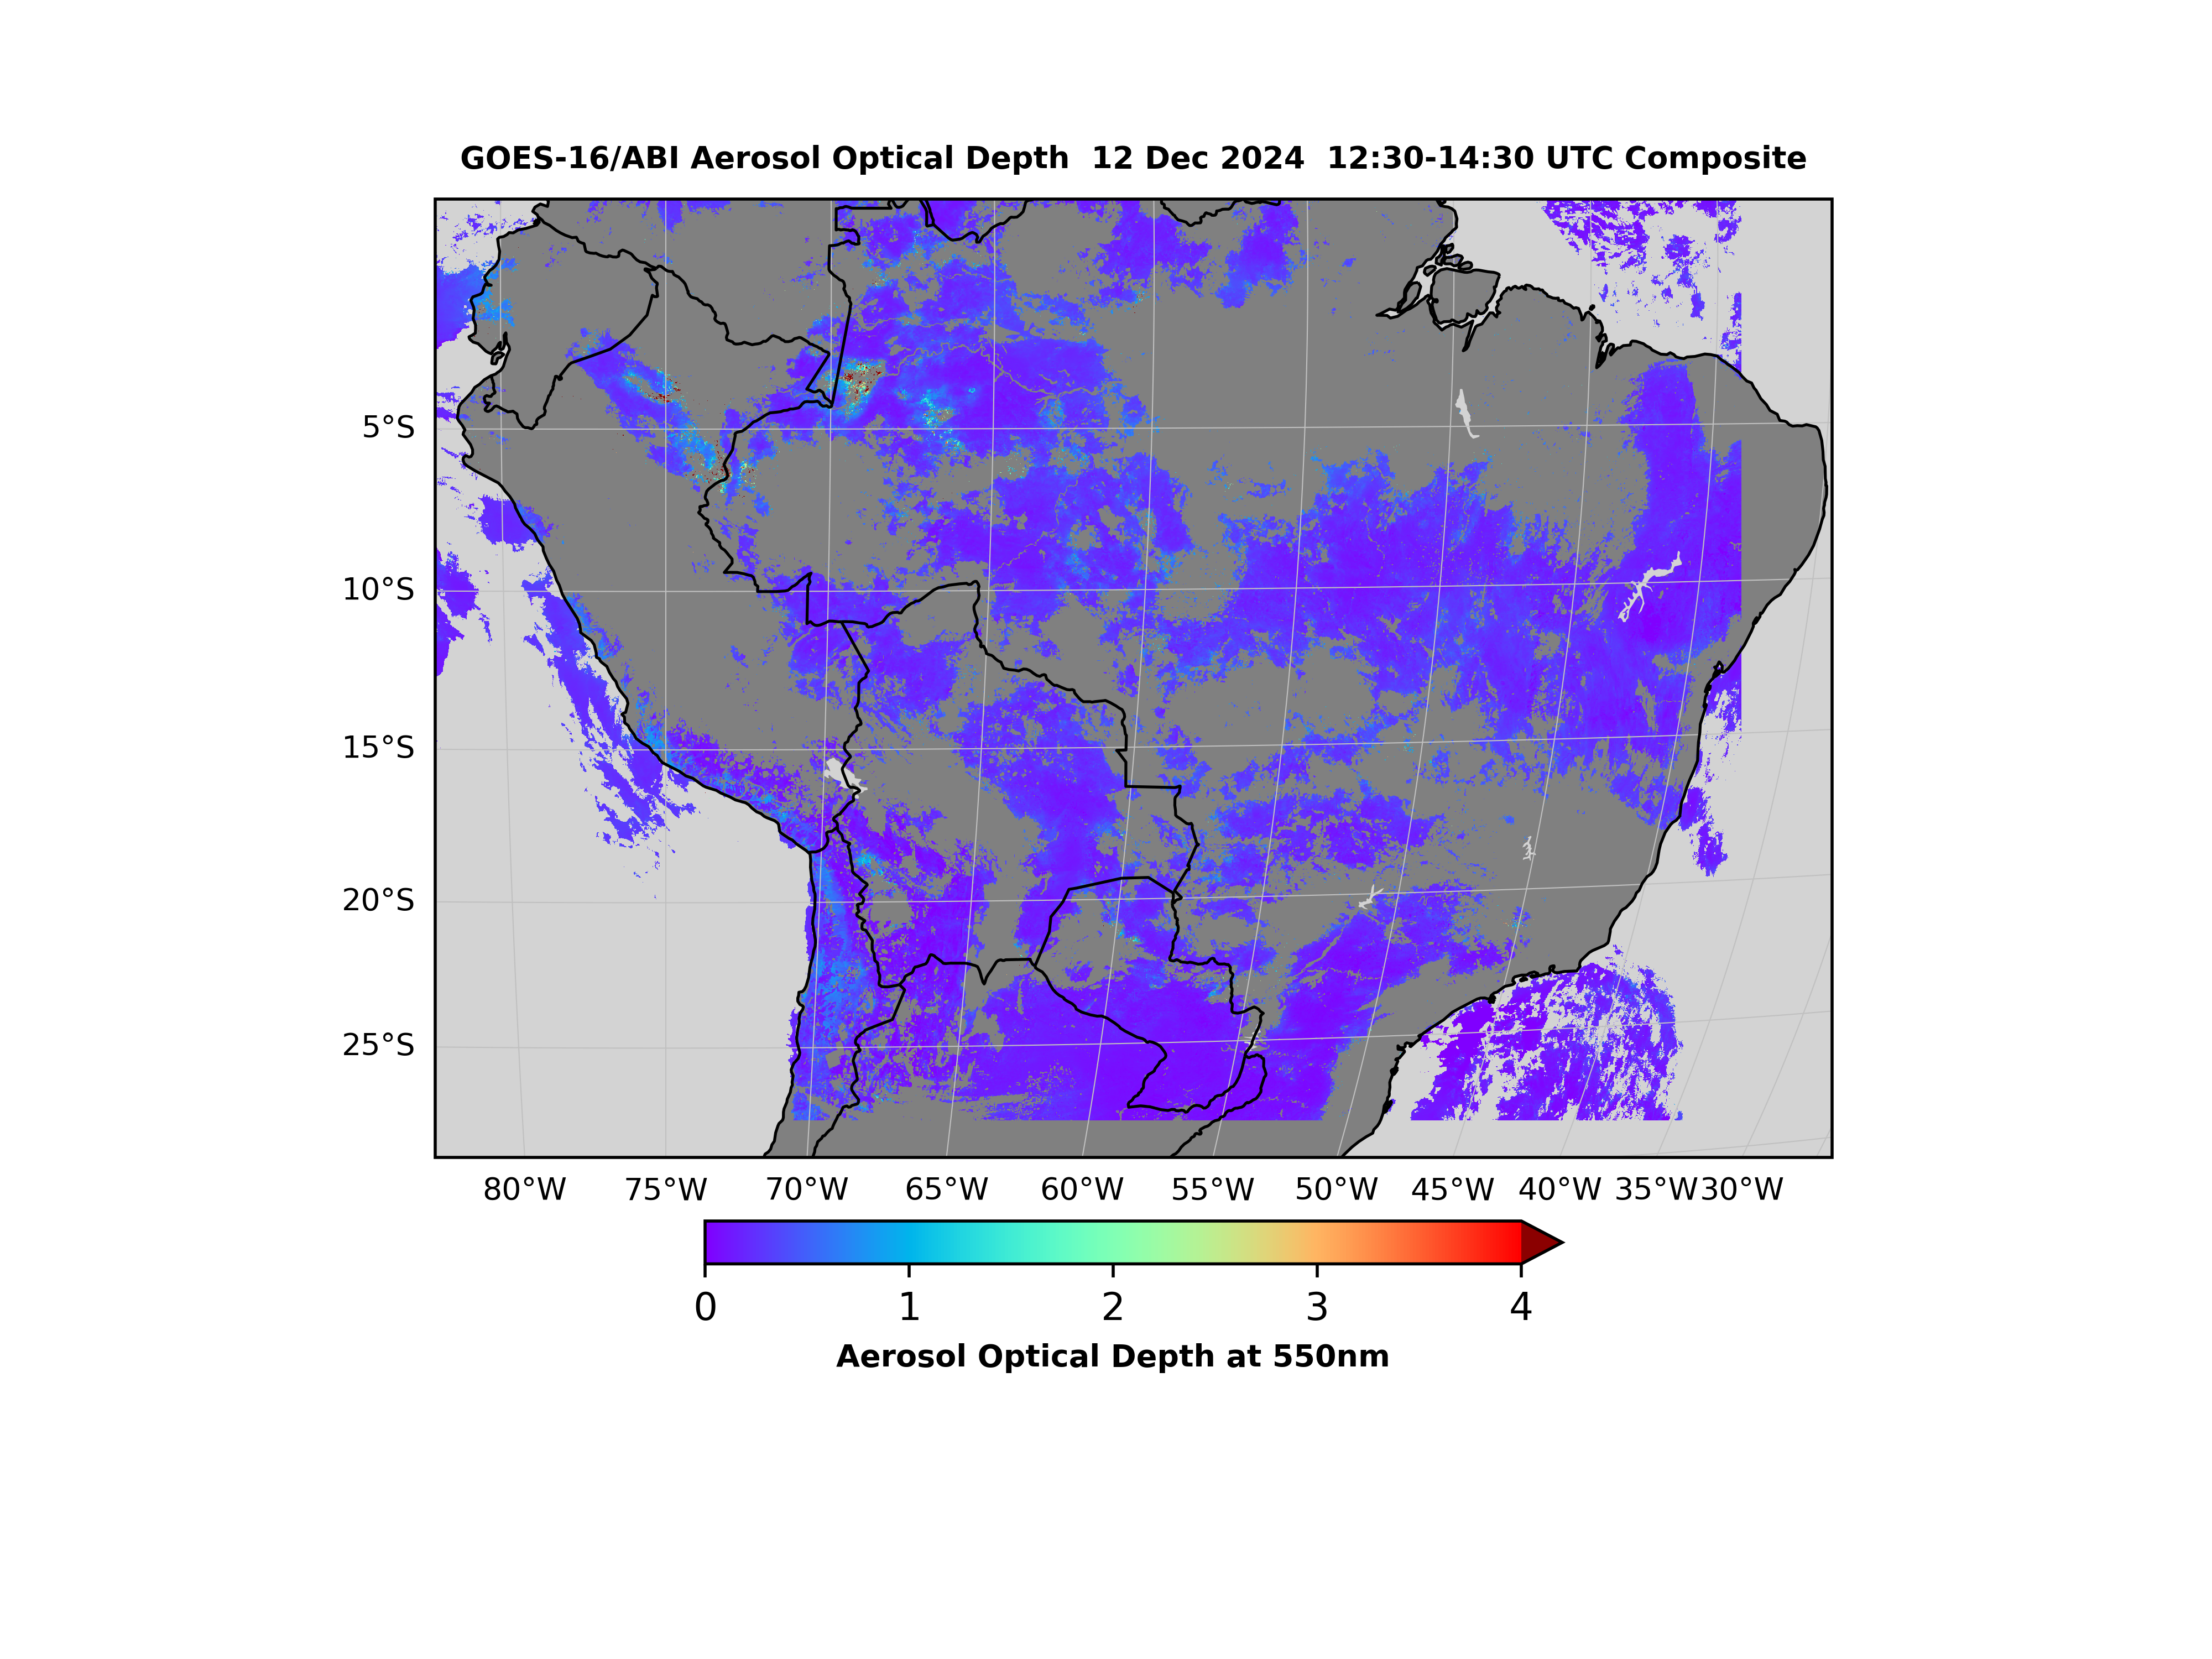 GOES-16/ABI Aerosol Optical Depth  12 Dec 2024  12:30-14:30 UTC Composite
5°S
10°S
15°S
20°S
25°S
80°W 75°W 70°W 65°W 60°W 55°W 50°W 45°W 40°W 35°W 30°W
0 1 2 3 4
Aerosol Optical Depth at 550nm